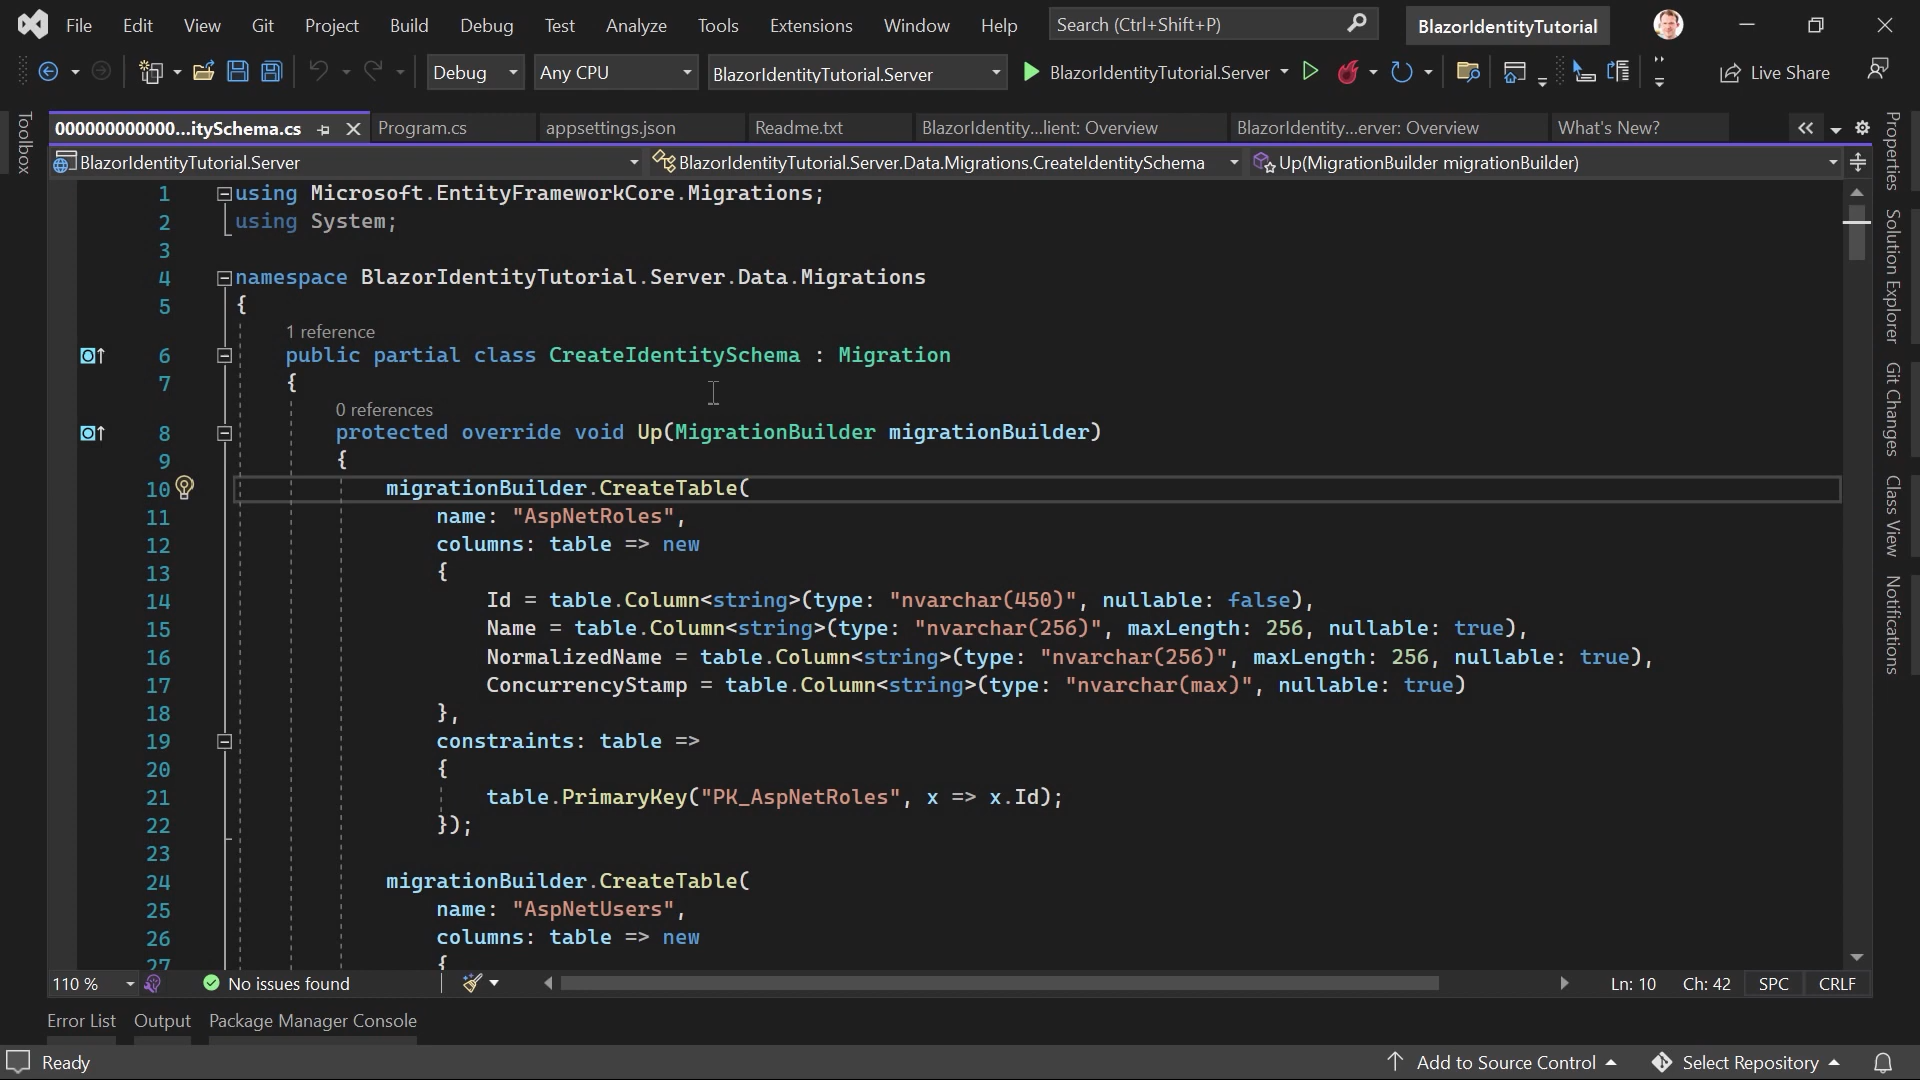 File Edit View Git Project Build Debug Test Analyze Tools Extensions Window Help Search (Ctrl+Shift+P) BlazorIdentityTutorial
Debug Any CPU BlazorIdentityTutorial.Server BlazorIdentityTutorial.Server Live Share
000000000000...itySchema.cs Program.cs appsettings.json Readme.txt BlazorIdentity...lient: Overview BlazorIdentity...erver: Overview What's New?
BlazorIdentityTutorial.Server BlazorIdentityTutorial.Server.Data.Migrations.CreateIdentitySchema Up(MigrationBuilder migrationBuilder)
Toolbox
1 using Microsoft.EntityFrameworkCore.Migrations;
2 using System;
3
4 namespace BlazorIdentityTutorial.Server.Data.Migrations
5 {
1 reference
6 public partial class CreateIdentitySchema : Migration
7 {
0 references
8 protected override void Up(MigrationBuilder migrationBuilder)
9 {
10 migrationBuilder.CreateTable(
11 name: "AspNetRoles",
12 columns: table => new
13 {
14 Id = table.Column<string>(type: "nvarchar(450)", nullable: false),
15 Name = table.Column<string>(type: "nvarchar(256)", maxLength: 256, nullable: true),
16 NormalizedName = table.Column<string>(type: "nvarchar(256)", maxLength: 256, nullable: true),
17 ConcurrencyStamp = table.Column<string>(type: "nvarchar(max)", nullable: true)
18 },
19 constraints: table =>
20 {
21 table.PrimaryKey("PK_AspNetRoles", x => x.Id);
22 });
23
24 migrationBuilder.CreateTable(
25 name: "AspNetUsers",
26 columns: table => new
27 {
Properties
Solution Explorer
Git Changes
Class View
Notifications
110 % No issues found Ln: 10 Ch: 42 SPC CRLF
Error List Output Package Manager Console
Ready Add to Source Control Select Repository